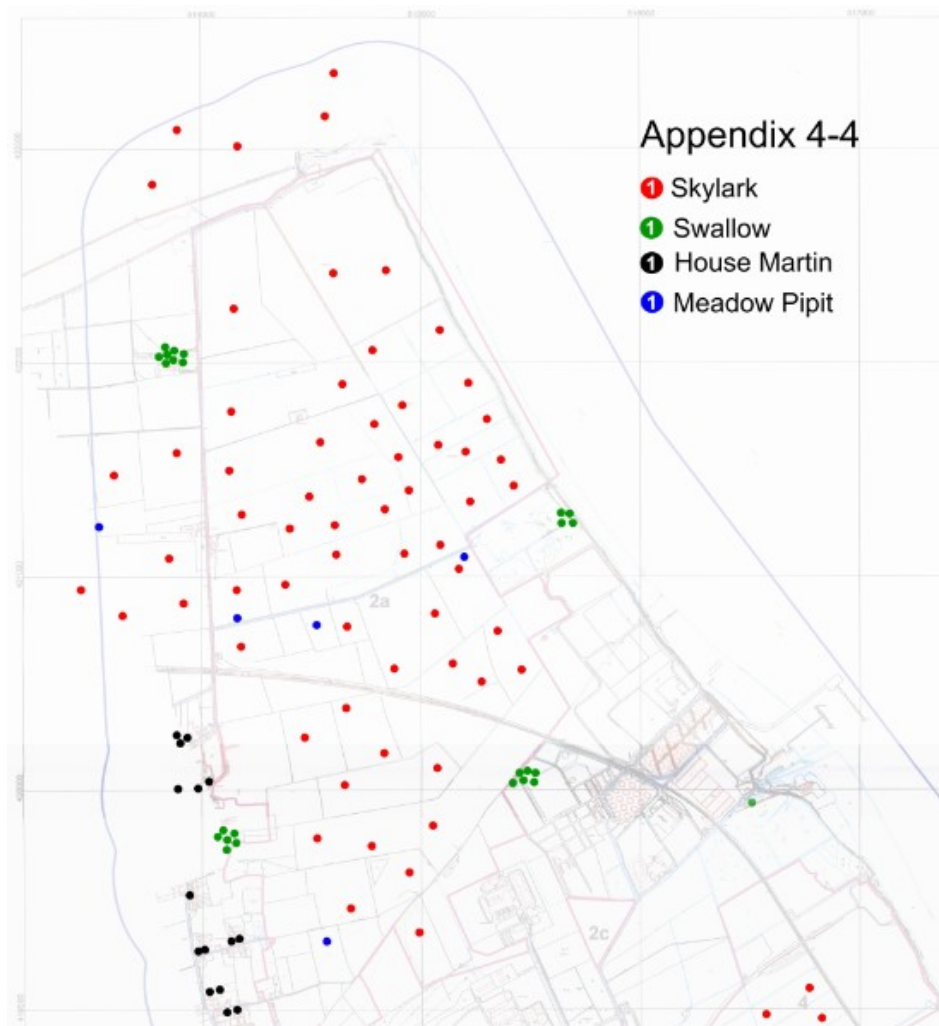 Appendix 4-4
1 Skylark
1 Swallow
1 House Martin
1 Meadow Pipit
2a
2c
4